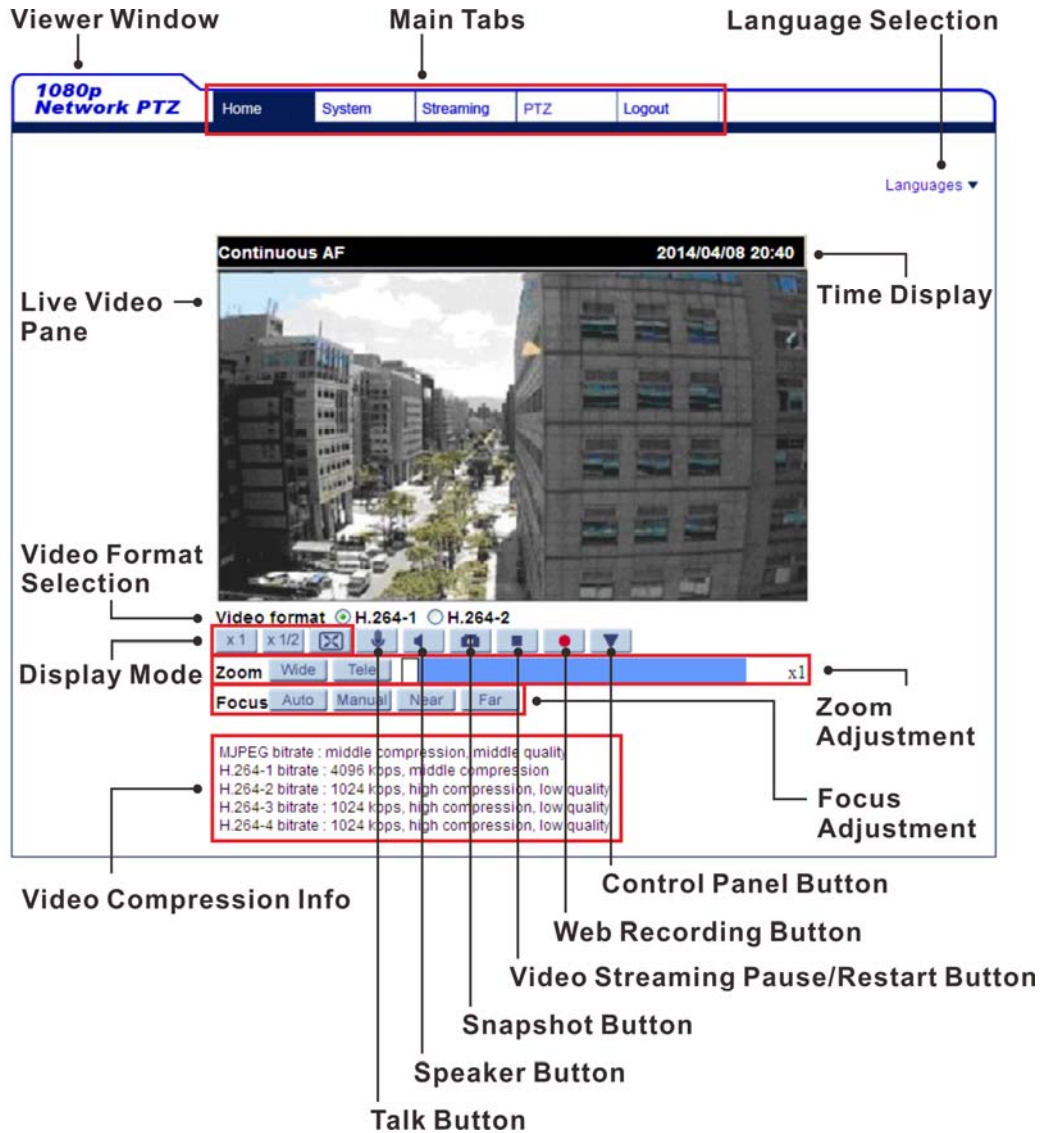 Viewer Window
Main Tabs
Language Selection
1080p
Network PTZ
Home
System
Streaming
PTZ
Logout
Languages ▼
Continuous AF
2014/04/08 20:40
Time Display
Live Video
Pane
Video Format
Selection
Video format H.264-1 H.264-2
x 1
x 1/2
Display Mode
Zoom Wide Tele x1
Zoom
Adjustment
Focus Auto Manual Near Far
Focus
Adjustment
MJPEG bitrate : middle compression, middle quality
H.264-1 bitrate : 4096 kbps, middle compression
H.264-2 bitrate : 1024 kbps, high compression, low quality
H.264-3 bitrate : 1024 kbps, high compression, low quality
H.264-4 bitrate : 1024 kbps, high compression, low quality
Video Compression Info
Control Panel Button
Web Recording Button
Video Streaming Pause/Restart Button
Snapshot Button
Speaker Button
Talk Button